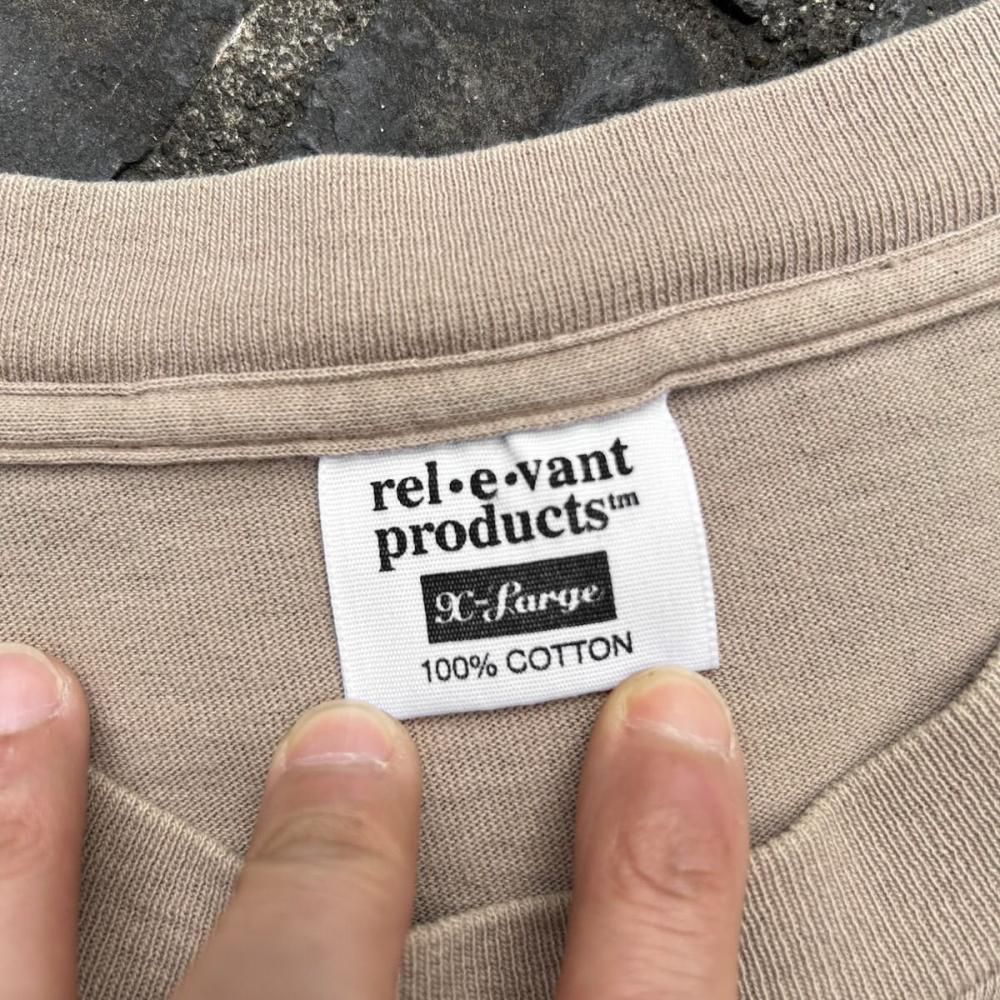 rel•e•vant
products™
X-Large
100% COTTON